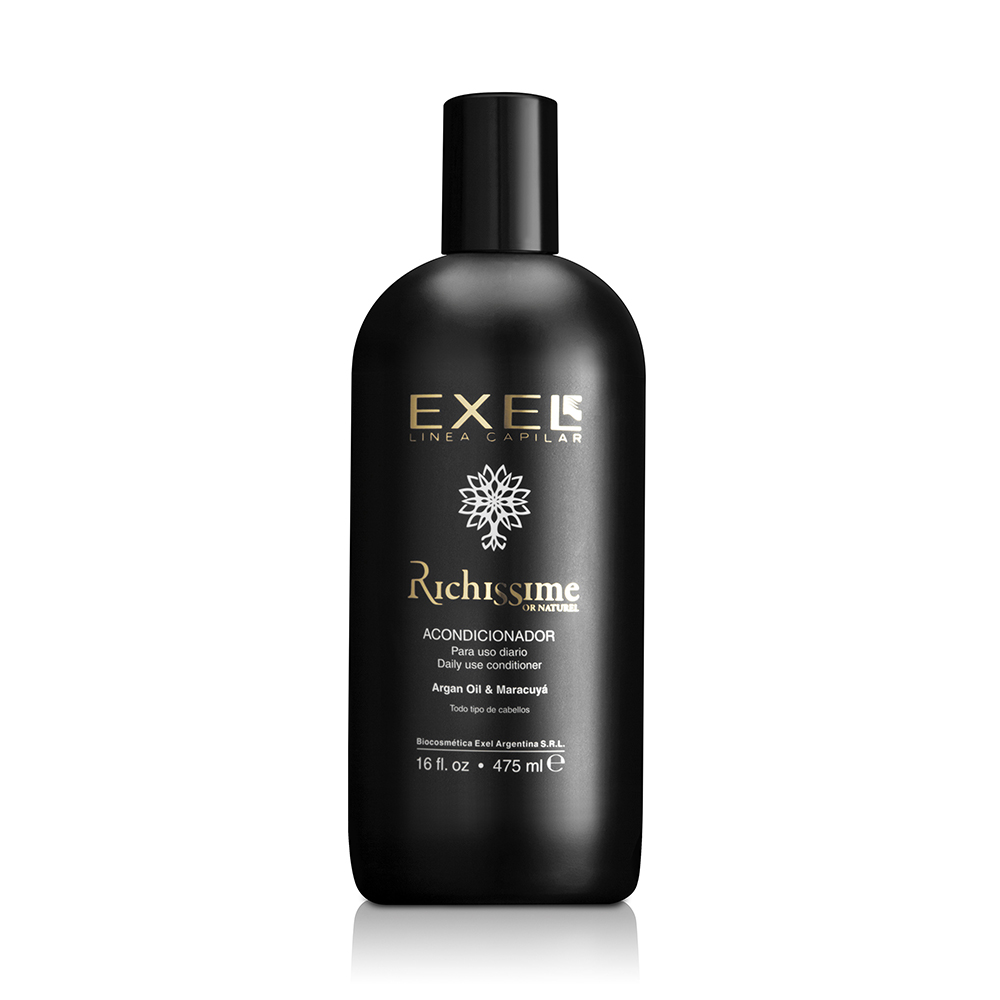 EXEL
LINEA CAPILAR
Richissime
OR NATUREL
ACONDICIONADOR
Para uso diario
Daily use conditioner
Argan Oil & Maracuyá
Todo tipo de cabellos
Biocosmética Exel Argentina S.R.L.
16 fl. oz • 475 ml ℮